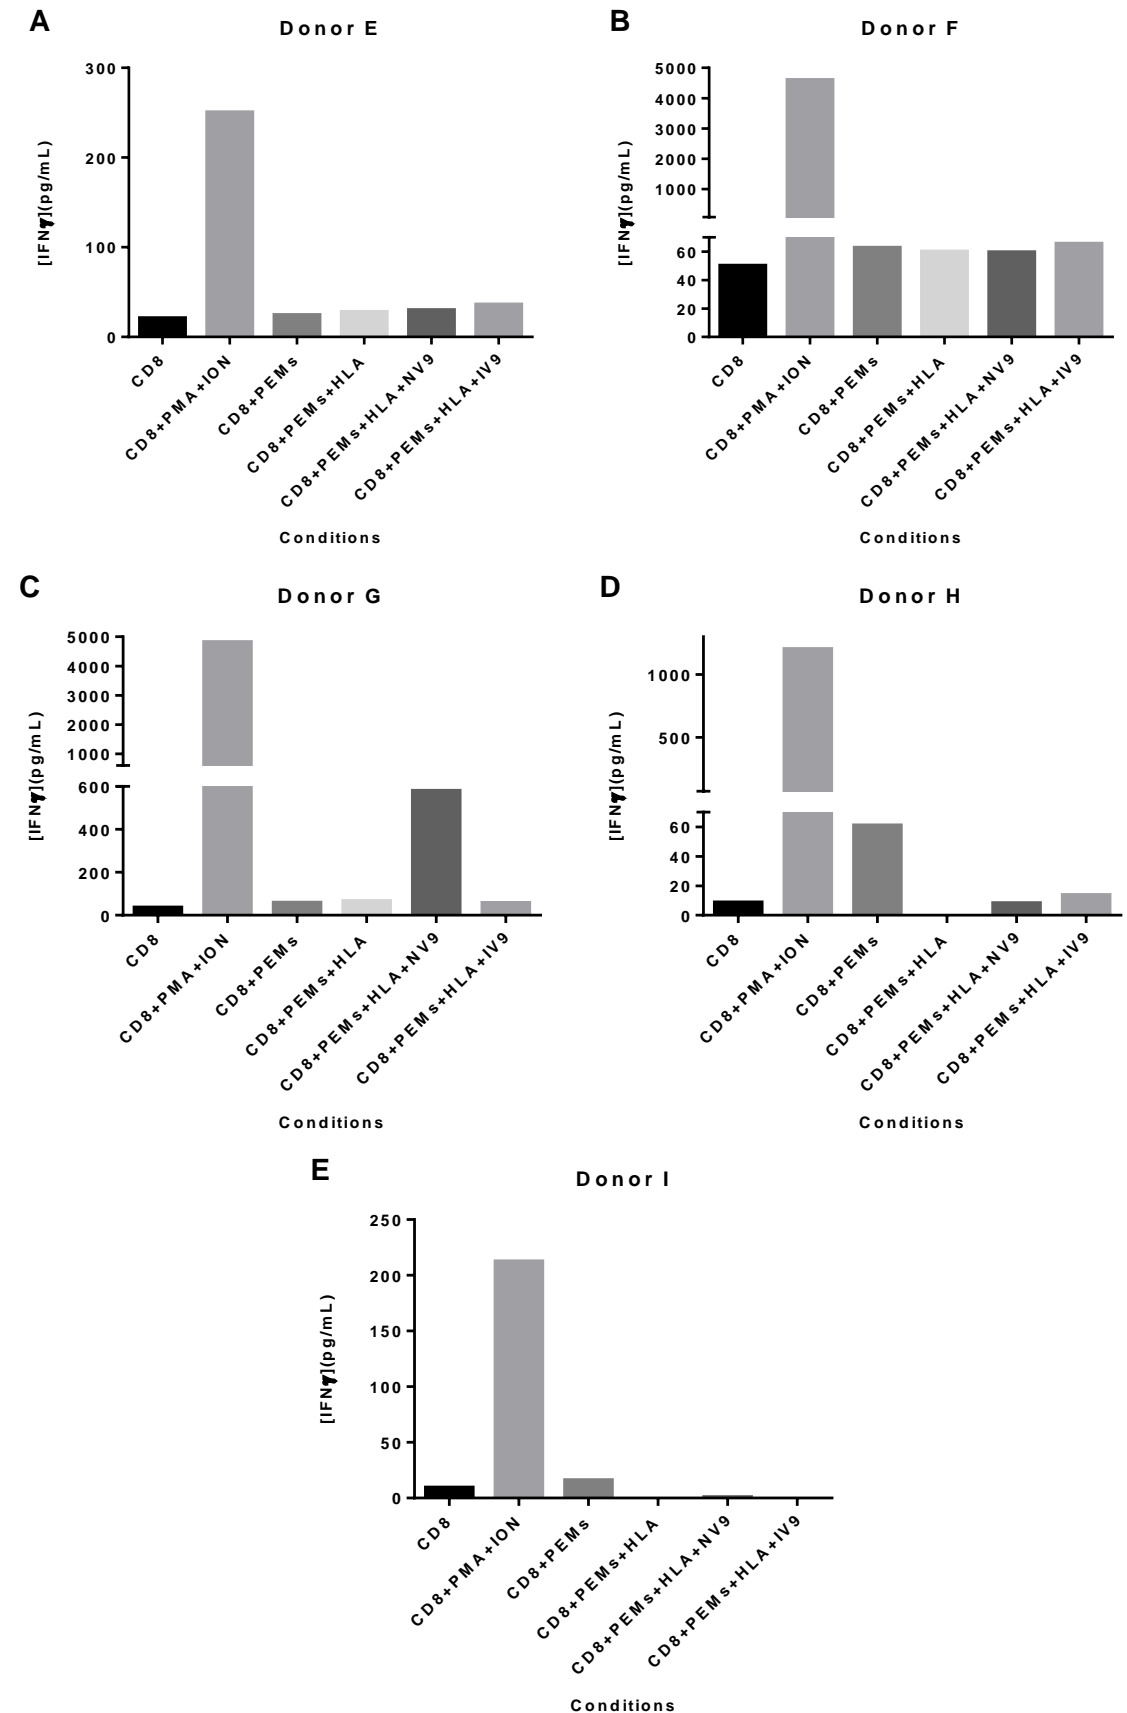 A
Donor E
[IFNγ](pg/mL)
300
200
100
0
CD8
CD8+PMA+ION
CD8+PEMs
CD8+PEMs+HLA
CD8+PEMs+HLA+NV9
CD8+PEMs+HLA+IV9
Conditions
B
Donor F
[IFNγ](pg/mL)
5000
4000
3000
2000
1000
60
40
20
0
CD8
CD8+PMA+ION
CD8+PEMs
CD8+PEMs+HLA
CD8+PEMs+HLA+NV9
CD8+PEMs+HLA+IV9
Conditions
C
Donor G
[IFNγ](pg/mL)
5000
4000
3000
2000
1000
600
400
200
0
CD8
CD8+PMA+ION
CD8+PEMs
CD8+PEMs+HLA
CD8+PEMs+HLA+NV9
CD8+PEMs+HLA+IV9
Conditions
D
Donor H
[IFNγ](pg/mL)
1000
500
60
40
20
0
CD8
CD8+PMA+ION
CD8+PEMs
CD8+PEMs+HLA
CD8+PEMs+HLA+NV9
CD8+PEMs+HLA+IV9
Conditions
E
Donor I
[IFNγ](pg/mL)
250
200
150
100
50
0
CD8
CD8+PMA+ION
CD8+PEMs
CD8+PEMs+HLA
CD8+PEMs+HLA+NV9
CD8+PEMs+HLA+IV9
Conditions